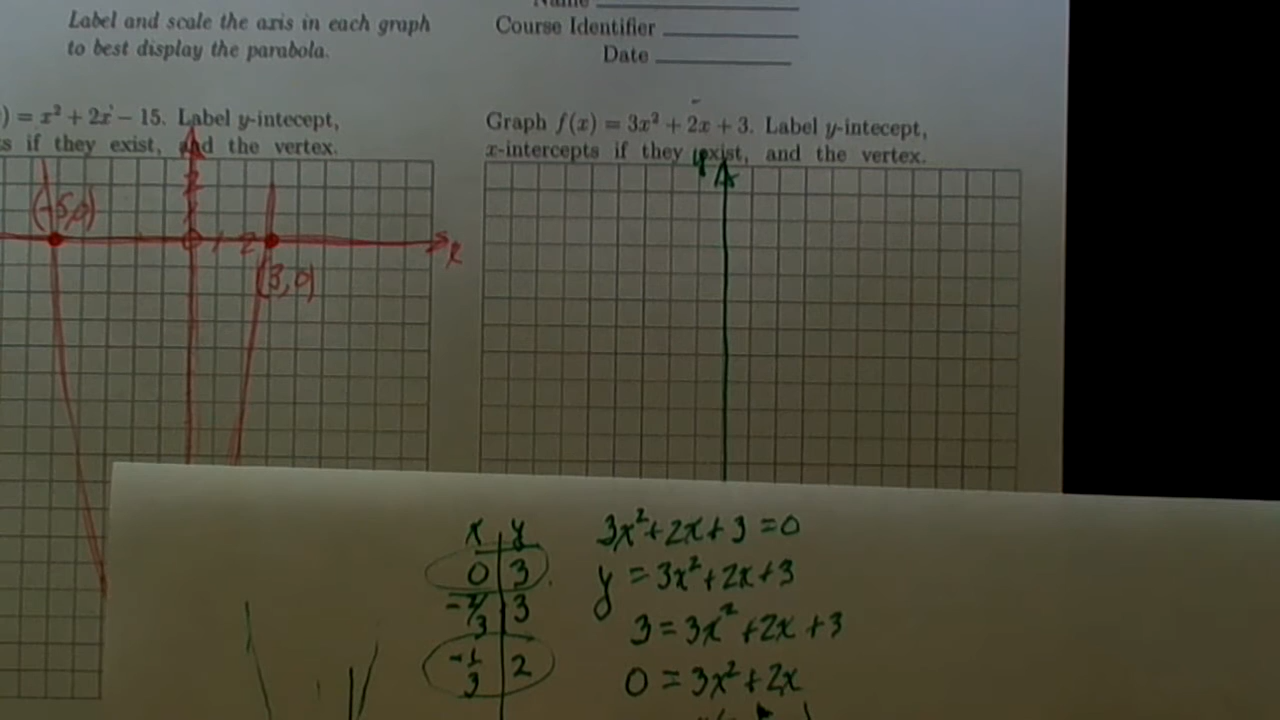 Label and scale the axis in each graph
to best display the parabola.
Name
Course Identifier
Date
) = x² + 2x - 15. Label y-intecept,
s if they exist, and the vertex.
Graph f(x) = 3x² + 2x + 3. Label y-intecept,
x-intercepts if they exist, and the vertex.
y
(-5,0)
2
x
(3,0)
x y
0 3
-2/3 3
-1/3 2
3x²+2x+3=0
y=3x²+2x+3
3=3x²+2x+3
0=3x²+2x